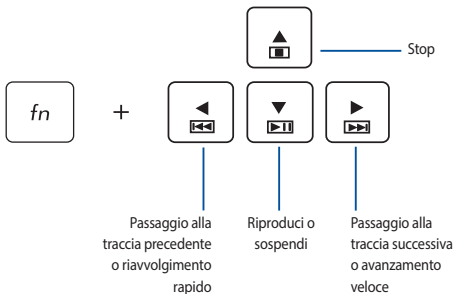 Stop
fn +
Passaggio alla
traccia precedente
o riavvolgimento
rapido
Riproduci o
sospendi
Passaggio alla
traccia successiva
o avanzamento
veloce